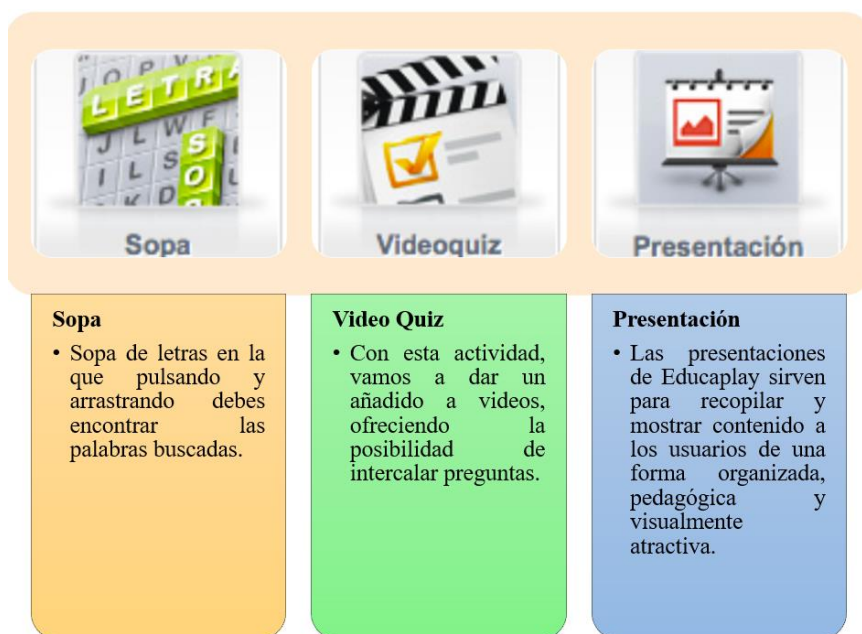 J O P V
LETRA
J L W F
I L S
SO
K D
Sopa
Videoquiz
Presentación
Sopa
• Sopa de letras en la
que pulsando y
arrastrando debes
encontrar las
palabras buscadas.
Video Quiz
• Con esta actividad,
vamos a dar un
añadido a videos,
ofreciendo la
posibilidad de
intercalar preguntas.
Presentación
• Las presentaciones
de Educaplay sirven
para recopilar y
mostrar contenido a
los usuarios de una
forma organizada,
pedagógica y
visualmente
atractiva.